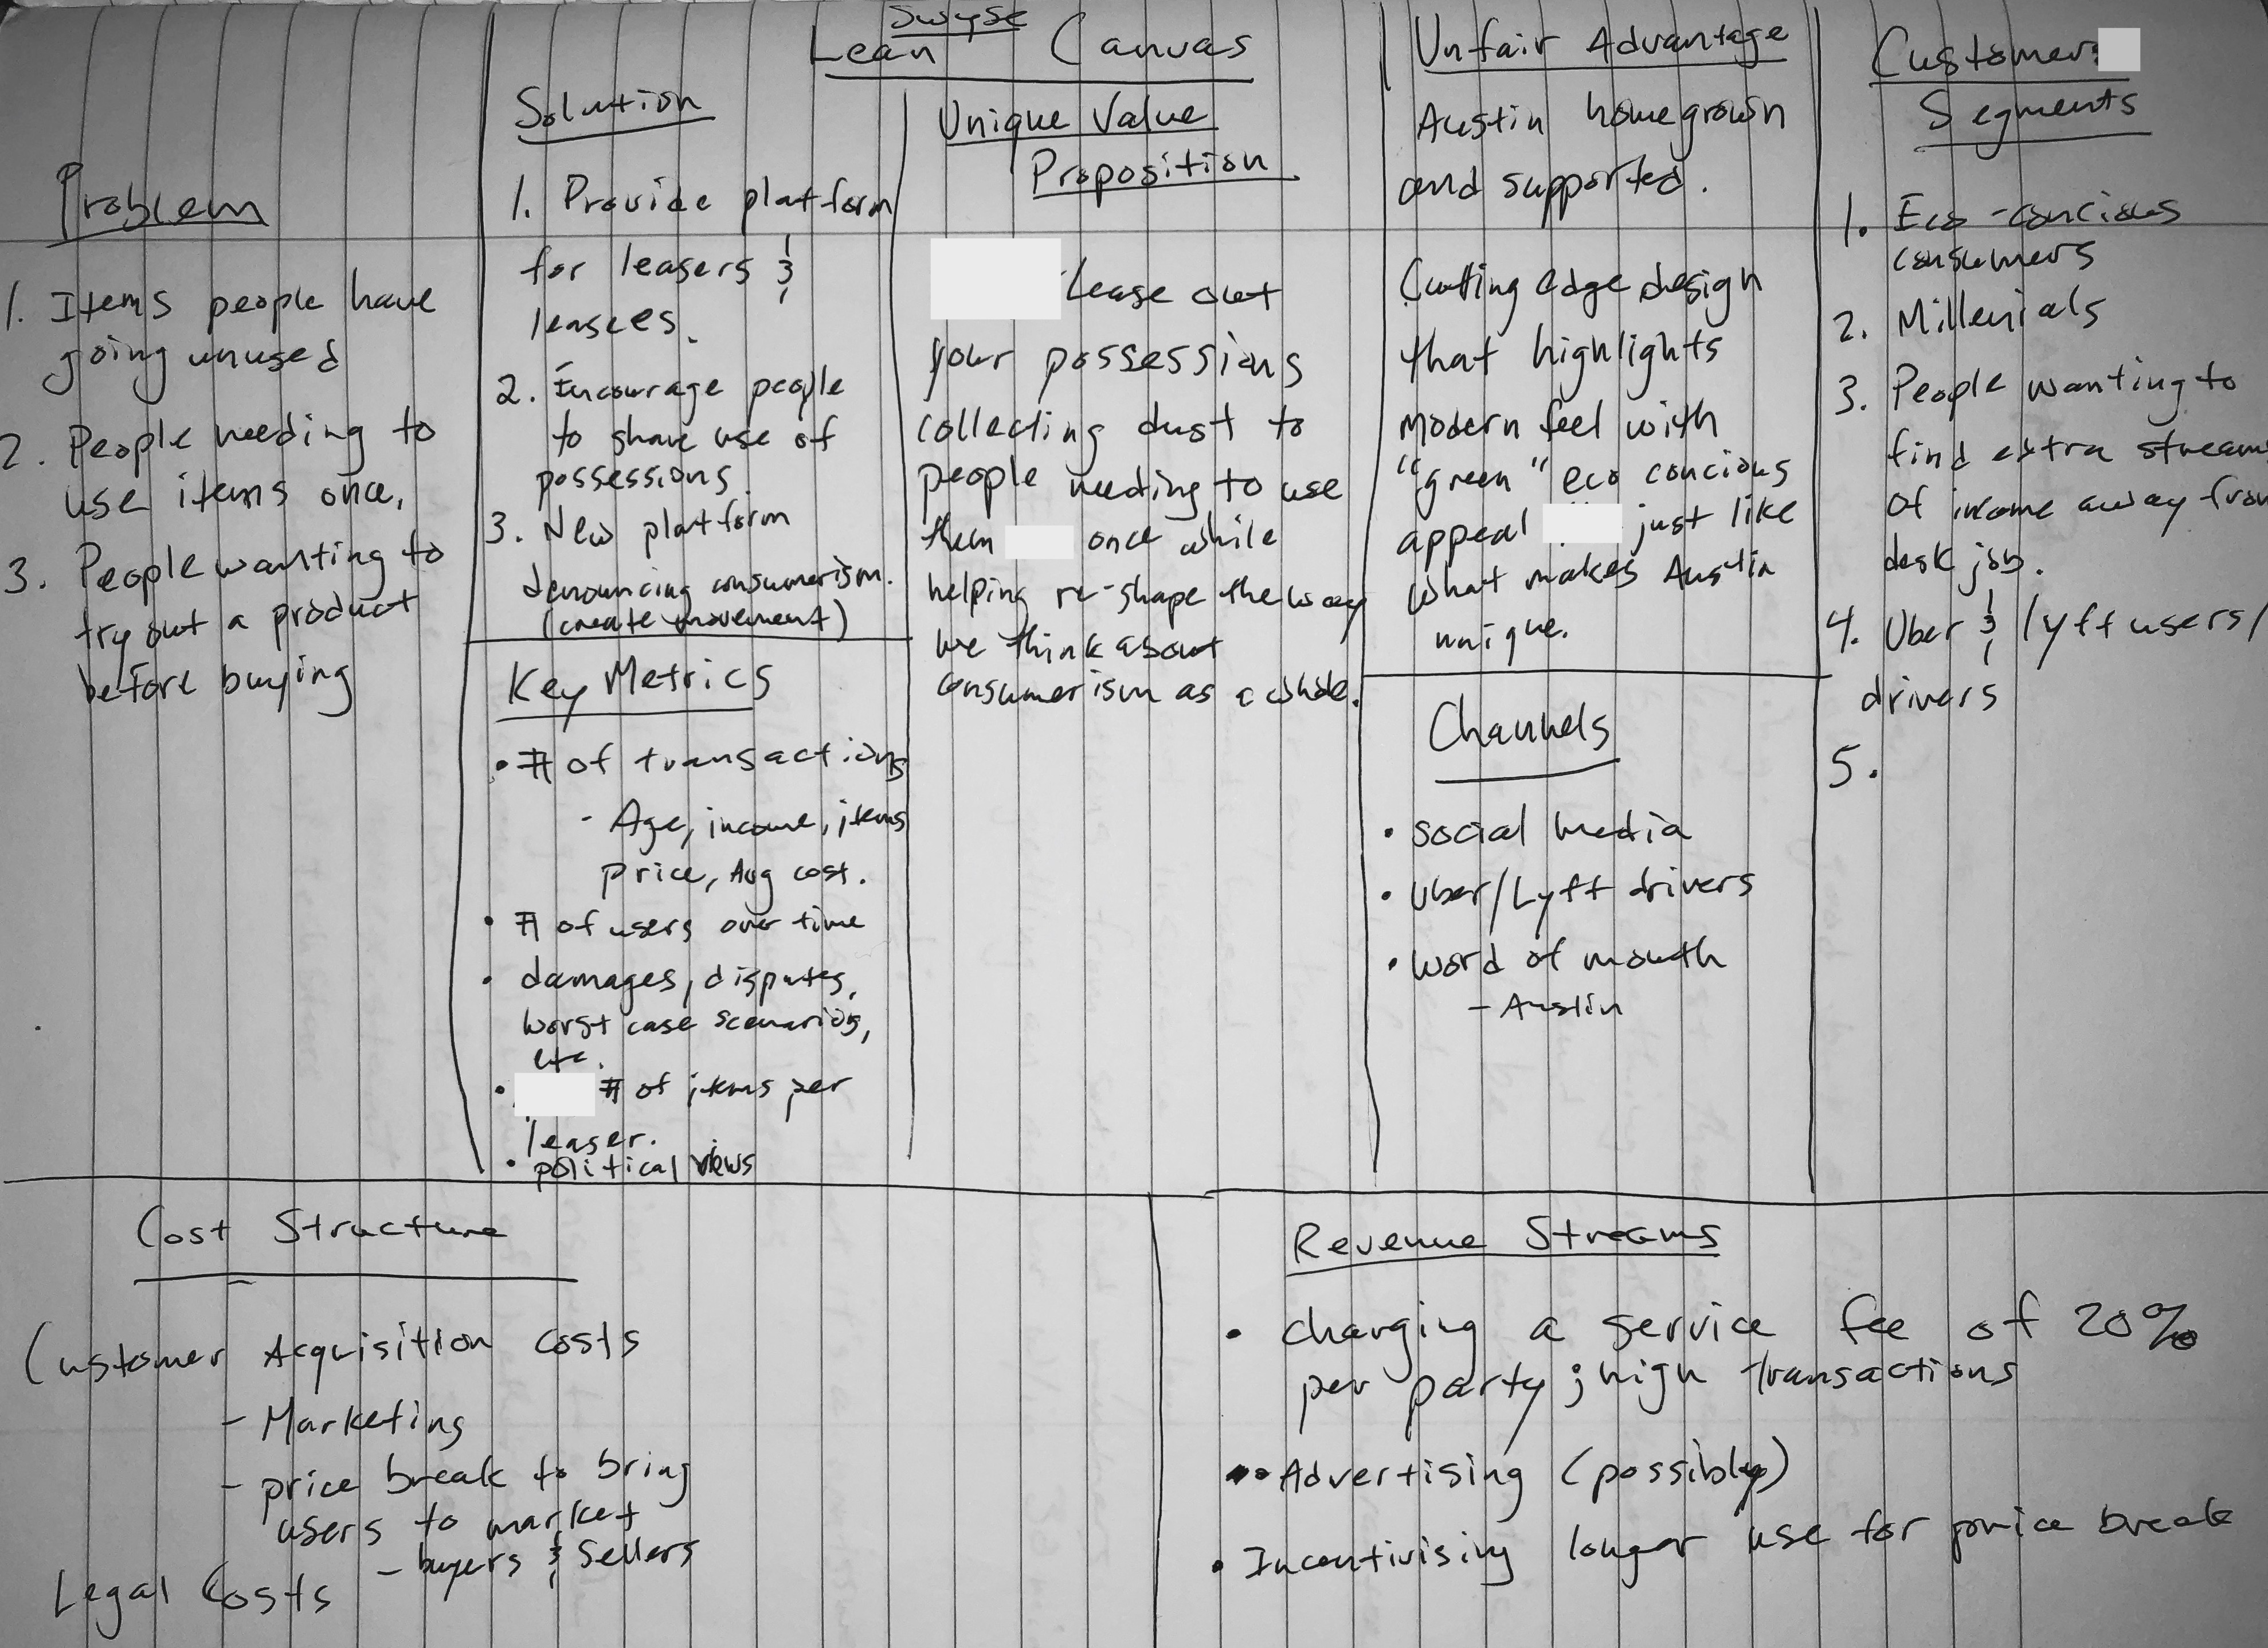 Swyse
Lean Canvas
Problem
1. Items people have
going unused
2. People needing to
use items once,
3. People wanting to
try out a product
before buying
Solution
1. Provide platform
for leasers &
leasees.
2. Encourage people
to share use of
possessions.
3. New platform
denouncing consumerism.
(create movement)
Key Metrics
• # of transactions
- Age, income, items
price, Avg cost.
• # of users over time
• damages, disputes,
worst case scenarios,
etc.
• # of items per
leaser.
• political views
Unique Value
Proposition
Lease out
your possessions
collecting dust to
people needing to use
them once while
helping re-shape the way
we think about
consumerism as a whole.
Unfair Advantage
Austin homegrown
and supported.
Cutting edge design
that highlights
modern feel with
"green" eco concious
appeal just like
what makes Austin
unique.
Channels
• social media
• Uber/Lyft drivers
• word of mouth
- Austin
Customer
Segments
1. Eco-concious
consumers
2. Millenials
3. People wanting to
find extra streams
of income away from
desk job.
4. Uber & lyft users/
drivers
5.
Cost Structure
Customer Acquisition costs
- Marketing
- price break to bring
users to market
- buyers & Sellers
Legal Costs
Revenue Streams
• charging a service fee of 20%
per party; high transactions
• Advertising (possibly)
• Incentivising longer use for price break